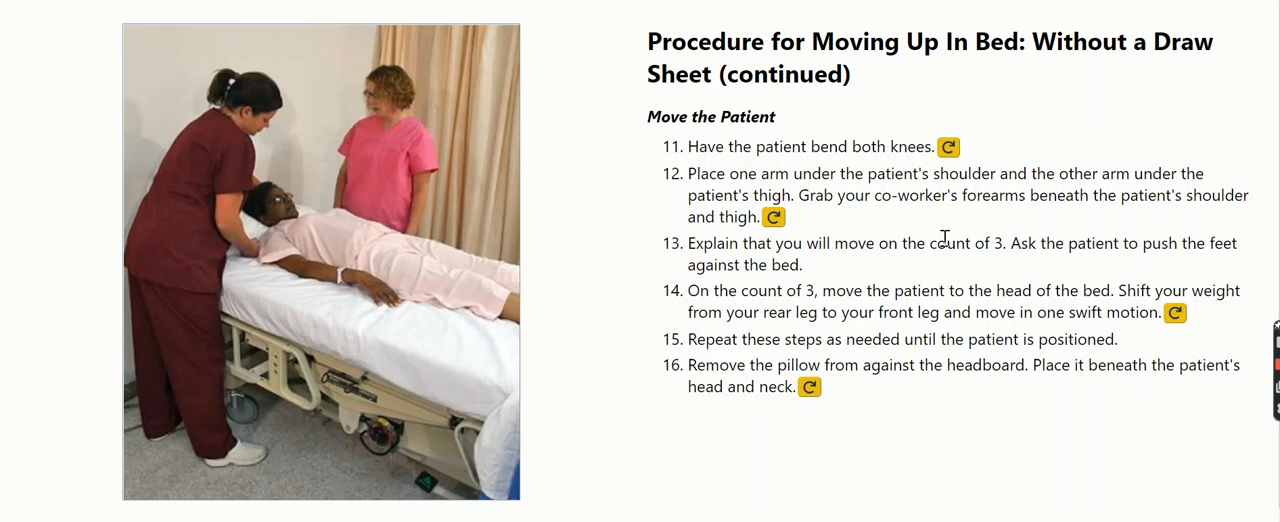 Procedure for Moving Up In Bed: Without a Draw
Sheet (continued)
Move the Patient
11. Have the patient bend both knees.
12. Place one arm under the patient's shoulder and the other arm under the
patient's thigh. Grab your co-worker's forearms beneath the patient's shoulder
and thigh.
13. Explain that you will move on the count of 3. Ask the patient to push the feet
against the bed.
14. On the count of 3, move the patient to the head of the bed. Shift your weight
from your rear leg to your front leg and move in one swift motion.
15. Repeat these steps as needed until the patient is positioned.
16. Remove the pillow from against the headboard. Place it beneath the patient's
head and neck.